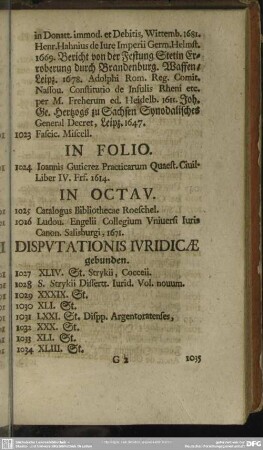 in Donatt. immod. et Debitis, Wittemb. 1681.
Henr. Hahnius de Iure Imperii Germ. Helmst.
1669. Bericht von der Festung Stetin Er-
oberung durch Brandenburg. Waffen/
Leipz. 1678. Adolphi Rom. Reg. Comit.
Nassou. Constitutio de Insulis Rheni etc.
per M. Freherum ed. Heidelb. 1611. Joh.
Ge. Hertzogs zu Sachsen Synodalisches
General Decret, Leipz. 1647.
1023 Fascic. Miscell.
IN FOLIO.
1024 Ioannis Gutierez Practicarum Quaest. Ciuil-
Liber IV. Frf. 1614.
IN OCTAV.
1025 Catalogus Bibliothecae Roeschel.
1026 Ludou. Engelii Collegium Vniuersi Iuris
Canon. Salisburgi, 1671.
DISPVTATIONIS IVRIDICÆ
gebunden.
1027 XLIV. St. Strykii, Cocceii.
1028 S. Strykii Dissertt. Iurid. Vol. nouum.
1029 XXXIX. St.
1030 XLI. St.
1031 LXXI. St. Dispp. Argentoratenses,
1032 XXX. St.
1033 XLI. St.
1034 XLIII. St.
G 2 1035